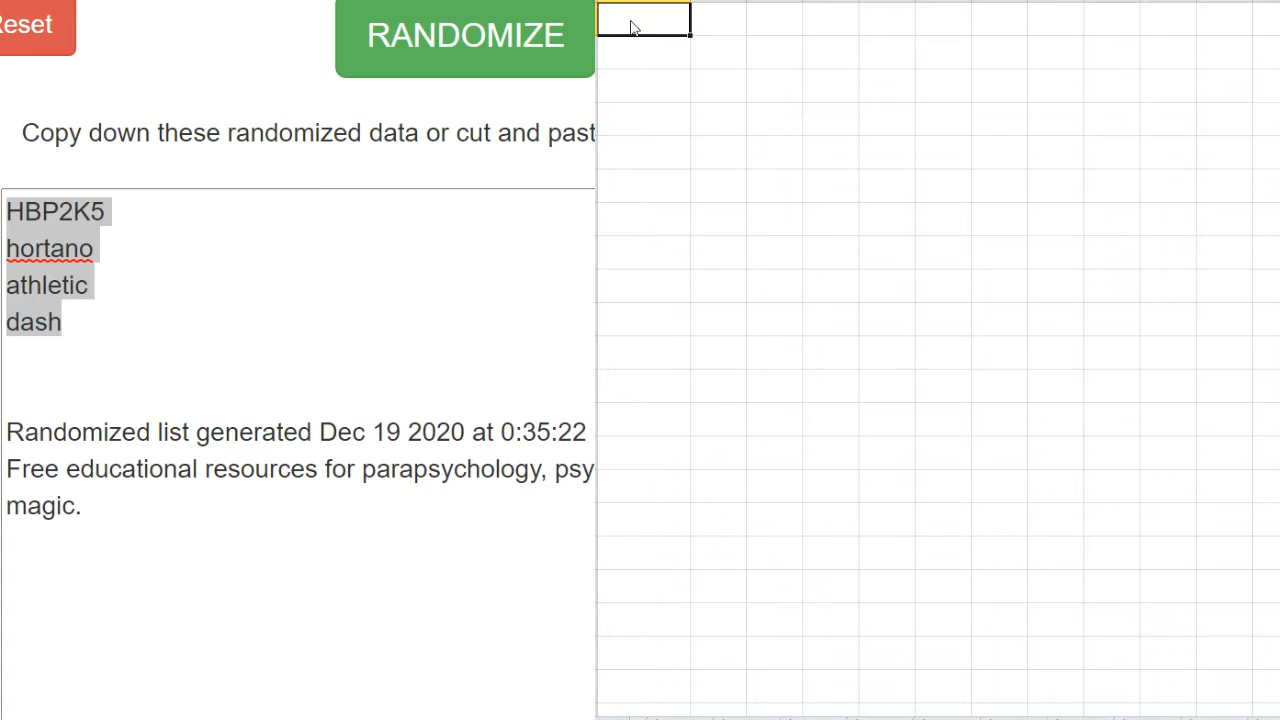 Reset
RANDOMIZE
Copy down these randomized data or cut and past
HBP2K5
hortano
athletic
dash
Randomized list generated Dec 19 2020 at 0:35:22
Free educational resources for parapsychology, psy
magic.